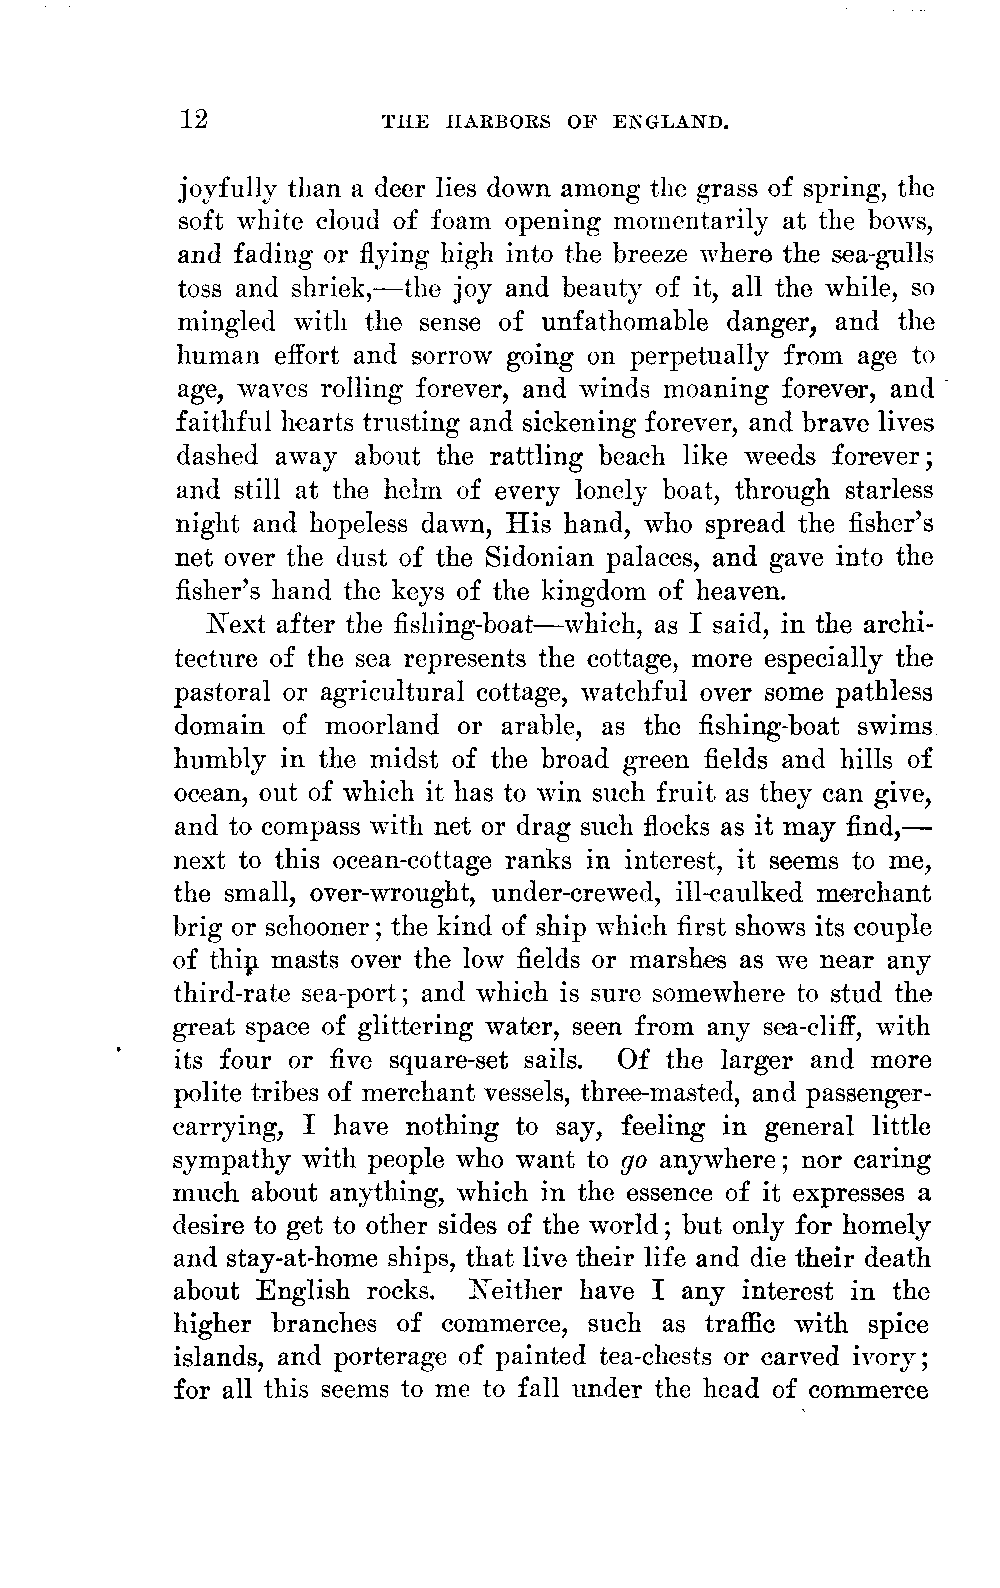 12 THE HARBORS OF ENGLAND.
joyfully than a deer lies down among the grass of spring, the
soft white cloud of foam opening momentarily at the bows,
and fading or flying high into the breeze where the sea-gulls
toss and shriek,—the joy and beauty of it, all the while, so
mingled with the sense of unfathomable danger, and the
human effort and sorrow going on perpetually from age to
age, waves rolling forever, and winds moaning forever, and
faithful hearts trusting and sickening forever, and brave lives
dashed away about the rattling beach like weeds forever;
and still at the helm of every lonely boat, through starless
night and hopeless dawn, His hand, who spread the fisher's
net over the dust of the Sidonian palaces, and gave into the
fisher's hand the keys of the kingdom of heaven.
Next after the fishing-boat—which, as I said, in the archi-
tecture of the sea represents the cottage, more especially the
pastoral or agricultural cottage, watchful over some pathless
domain of moorland or arable, as the fishing-boat swims
humbly in the midst of the broad green fields and hills of
ocean, out of which it has to win such fruit as they can give,
and to compass with net or drag such flocks as it may find,—
next to this ocean-cottage ranks in interest, it seems to me,
the small, over-wrought, under-crewed, ill-caulked merchant
brig or schooner; the kind of ship which first shows its couple
of thin masts over the low fields or marshes as we near any
third-rate sea-port; and which is sure somewhere to stud the
great space of glittering water, seen from any sea-cliff, with
its four or five square-set sails. Of the larger and more
polite tribes of merchant vessels, three-masted, and passenger-
carrying, I have nothing to say, feeling in general little
sympathy with people who want to go anywhere; nor caring
much about anything, which in the essence of it expresses a
desire to get to other sides of the world; but only for homely
and stay-at-home ships, that live their life and die their death
about English rocks. Neither have I any interest in the
higher branches of commerce, such as traffic with spice
islands, and porterage of painted tea-chests or carved ivory;
for all this seems to me to fall under the head of commerce